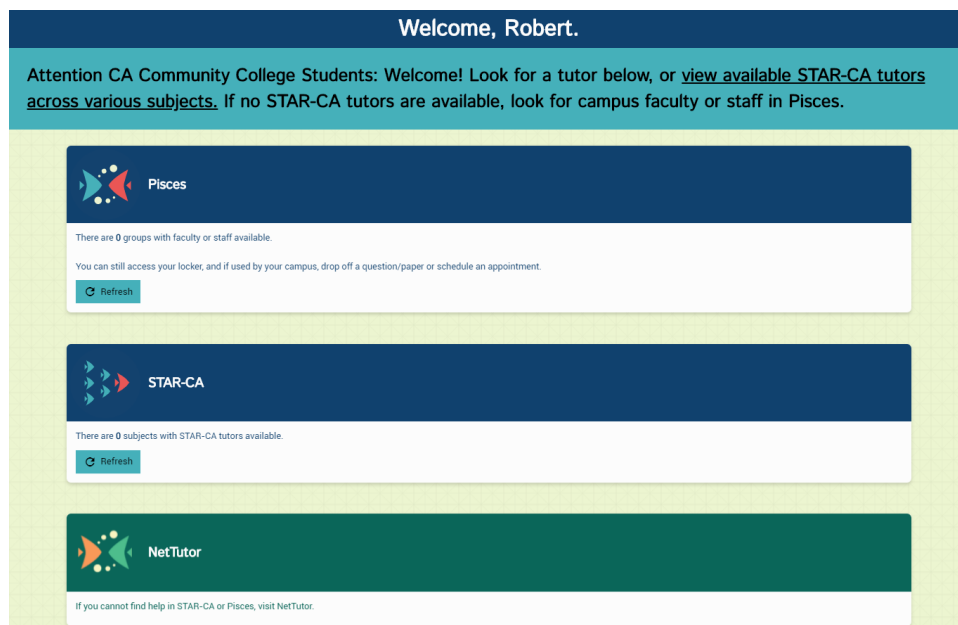 Welcome, Robert.
Attention CA Community College Students: Welcome! Look for a tutor below, or view available STAR-CA tutors
across various subjects. If no STAR-CA tutors are available, look for campus faculty or staff in Pisces.
Pisces
There are 0 groups with faculty or staff available.
You can still access your locker, and if used by your campus, drop off a question/paper or schedule an appointment.
Refresh
STAR-CA
There are 0 subjects with STAR-CA tutors available.
Refresh
NetTutor
If you cannot find help in STAR-CA or Pisces, visit NetTutor.